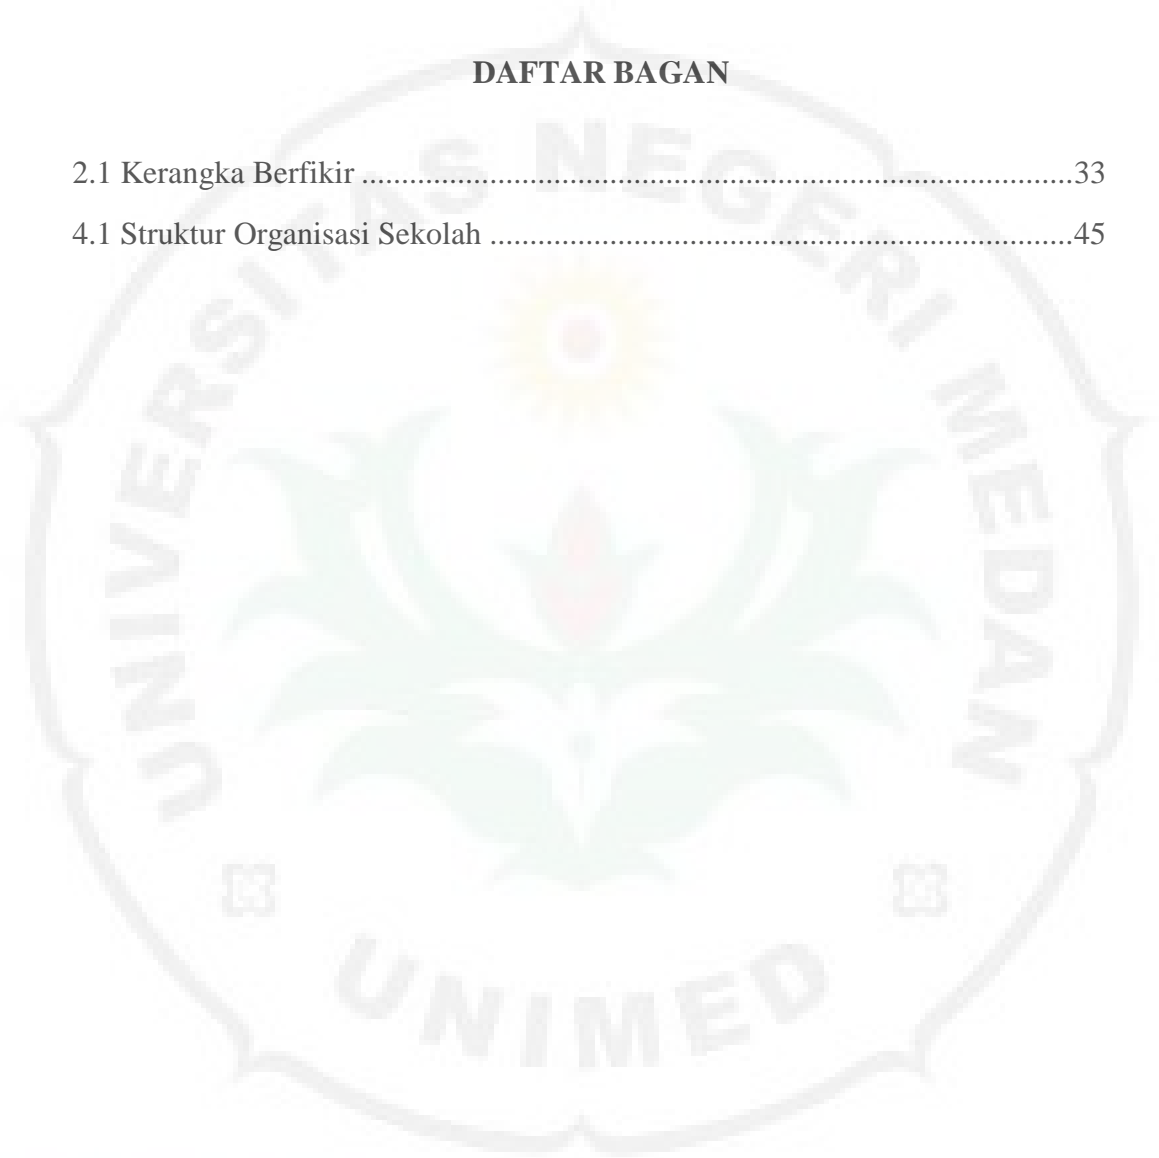 DAFTAR BAGAN
2.1 Kerangka Berfikir ...........................................................................33
4.1 Struktur Organisasi Sekolah .............................................................45
UNIVERSITAS NEGERI MEDAN
UNIMED